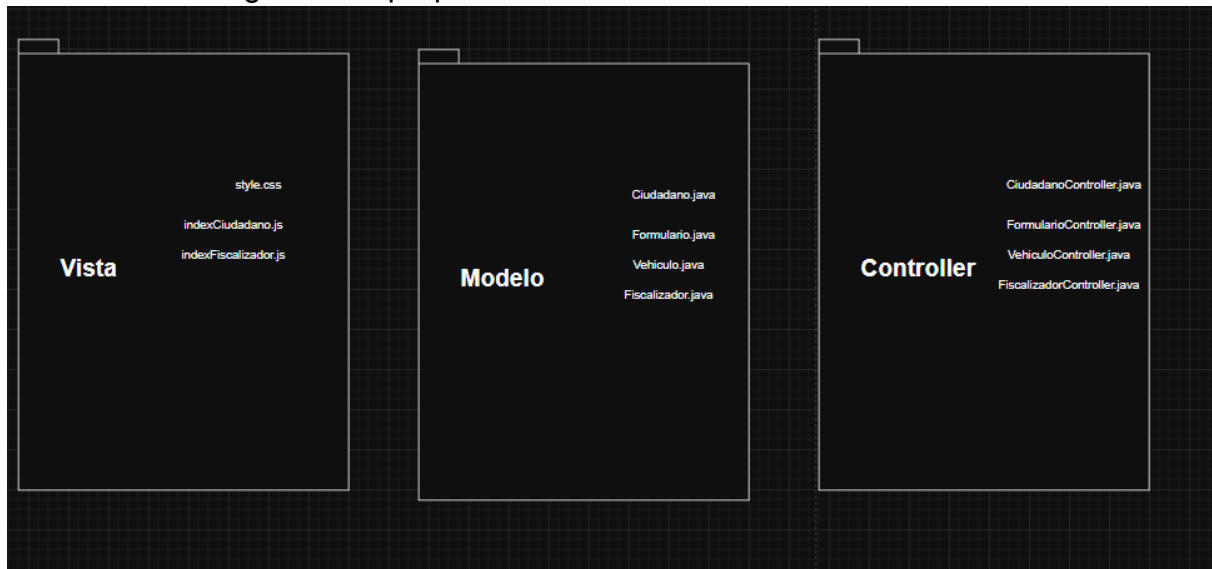 style.css
indexCiudadano.js
indexFiscalizador.js
Vista
Ciudadano.java
Formulario.java
Vehiculo.java
Modelo
Fiscalizador.java
CiudadanoController.java
FormularioController.java
VehiculoController.java
Controller
FiscalizadorController.java